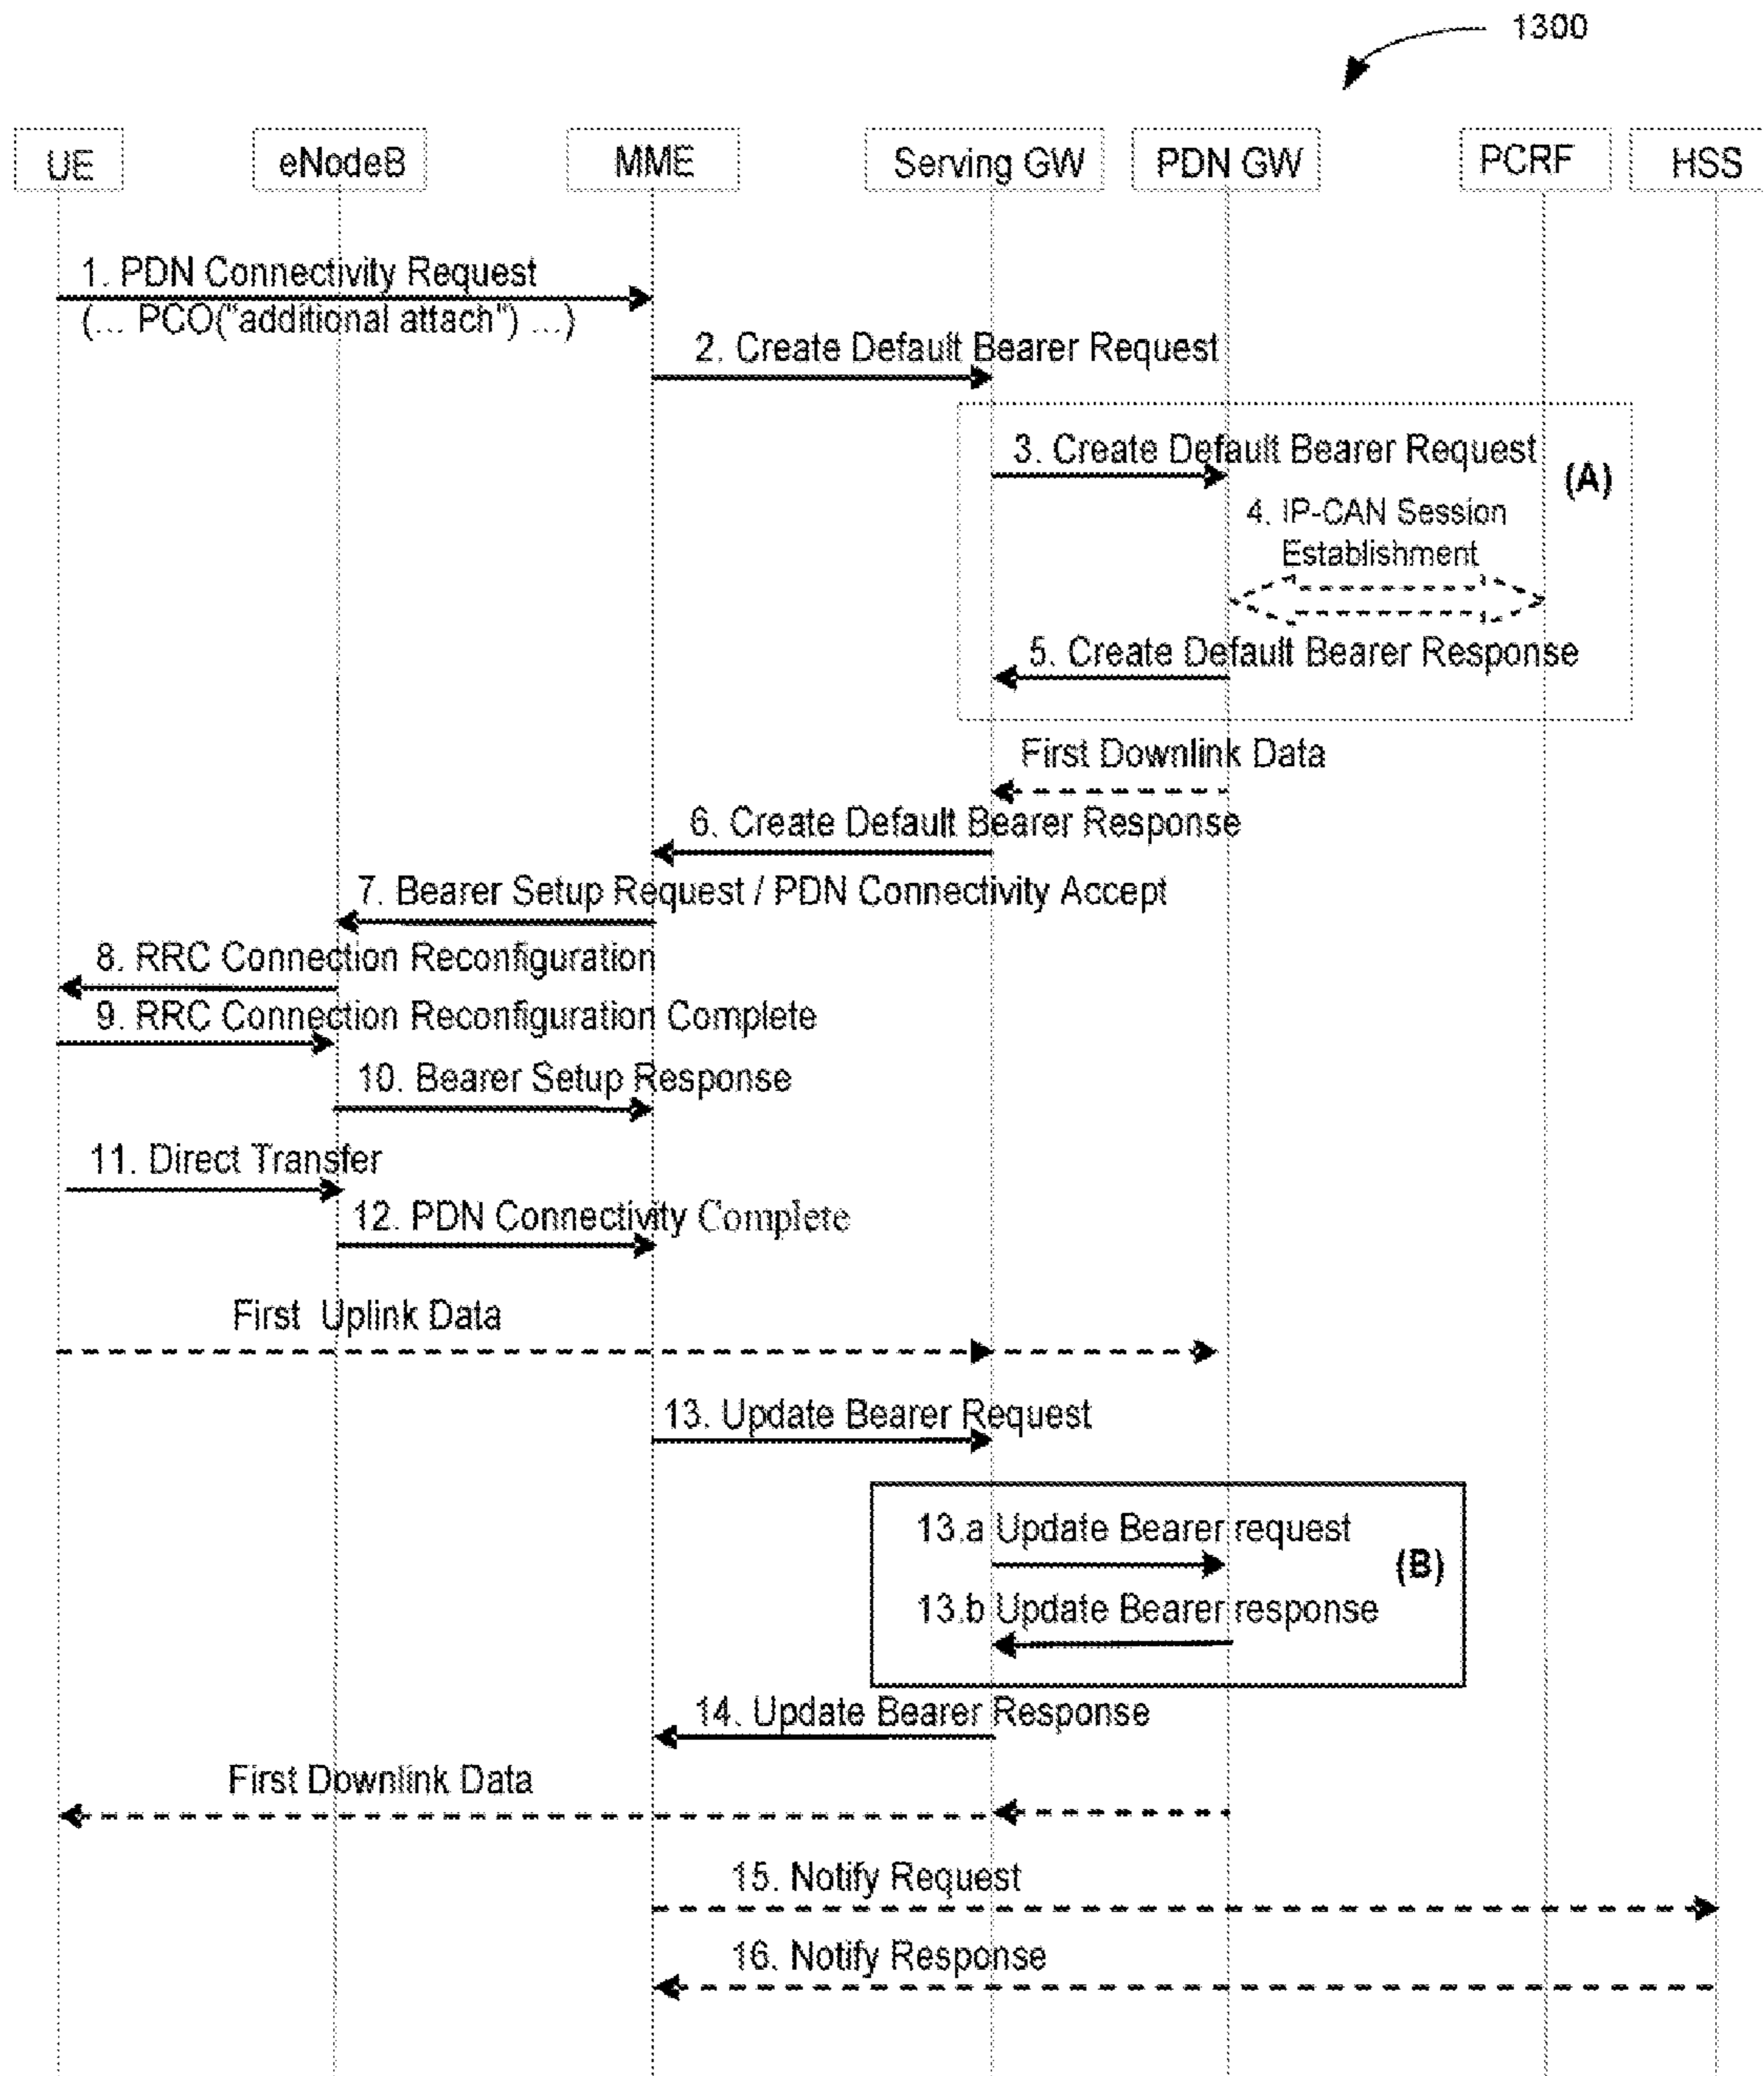 1300
UE eNodeB MME Serving GW PDN GW PCRF HSS
1. PDN Connectivity Request
(... PCO("additional attach") ...)
2. Create Default Bearer Request
3. Create Default Bearer Request
(A)
4. IP-CAN Session
Establishment
5. Create Default Bearer Response
First Downlink Data
6. Create Default Bearer Response
7. Bearer Setup Request / PDN Connectivity Accept
8. RRC Connection Reconfiguration
9. RRC Connection Reconfiguration Complete
10. Bearer Setup Response
11. Direct Transfer
12. PDN Connectivity Complete
First Uplink Data
13. Update Bearer Request
13.a Update Bearer request
(B)
13.b Update Bearer response
14. Update Bearer Response
First Downlink Data
15. Notify Request
16. Notify Response